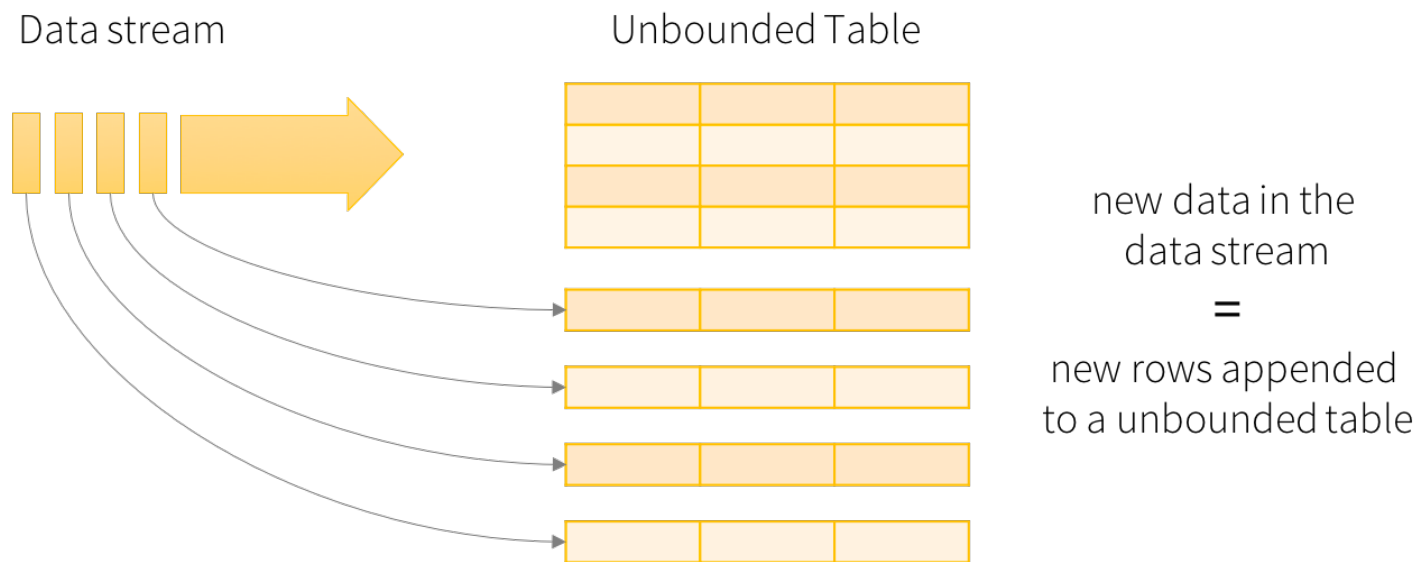 Data stream
Unbounded Table
new data in the
data stream
=
new rows appended
to a unbounded table